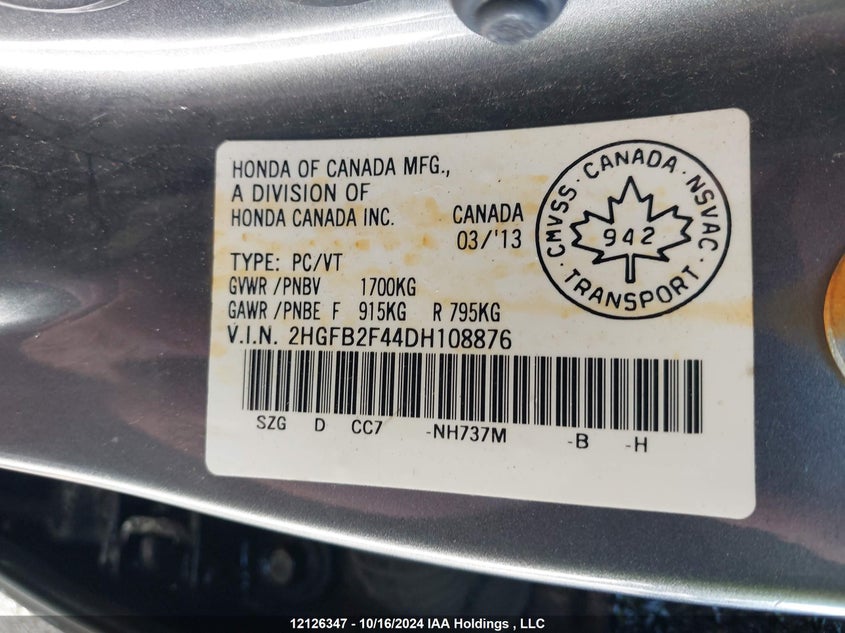 HONDA OF CANADA MFG.,
A DIVISION OF
HONDA CANADA INC. CANADA
03/'13
TYPE: PC/VT
GVWR /PNBV 1700KG
GAWR /PNBE F 915KG R 795KG
V.I.N. 2HGFB2F44DH108876
SZG D CC7 -NH737M -B -H
CMVSS · CANADA · NSVAC · TRANSPORT ·
942
12126347 - 10/16/2024 IAA Holdings , LLC